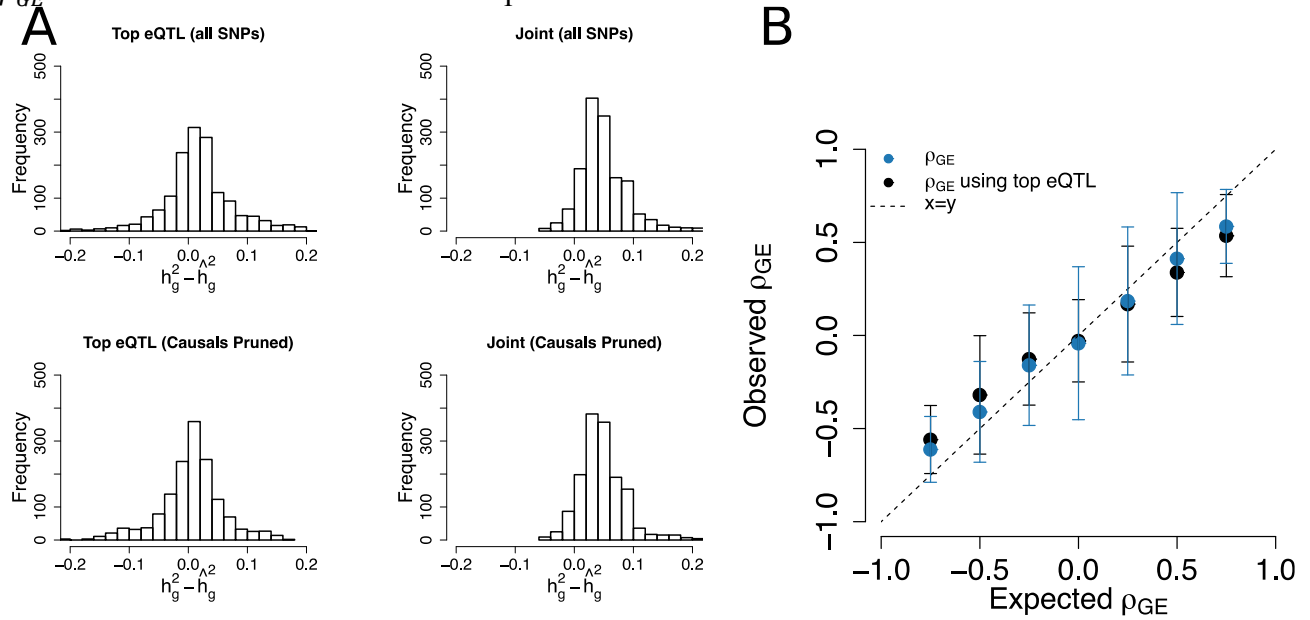 A
Top eQTL (all SNPs)
Frequency
500
300
100
0
−0.2 −0.1 0.0 0.1 0.2
h²g−ĥ²g
Joint (all SNPs)
Frequency
500
300
100
0
−0.2 −0.1 0.0 0.1 0.2
h²g−ĥ²g
Top eQTL (Causals Pruned)
Frequency
500
300
100
0
−0.2 −0.1 0.0 0.1 0.2
h²g−ĥ²g
Joint (Causals Pruned)
Frequency
500
300
100
0
−0.2 −0.1 0.0 0.1 0.2
h²g−ĥ²g
B
ρGE
ρGE using top eQTL
x=y
Observed ρGE
1.0
0.5
0.0
−0.5
−1.0
−1.0 −0.5 0.0 0.5 1.0
Expected ρGE